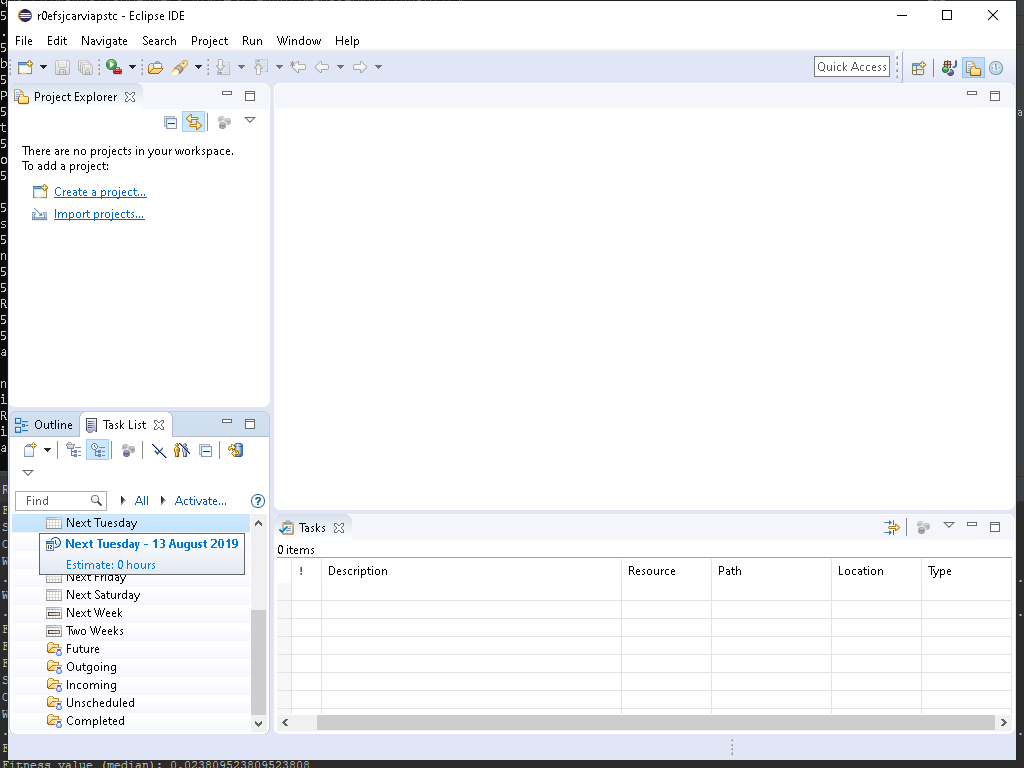 r0efsjcarviapstc - Eclipse IDE
File Edit Navigate Search Project Run Window Help
Quick Access
Project Explorer
There are no projects in your workspace.
To add a project:
Create a project...
Import projects...
Outline Task List
Find All Activate...
Next Tuesday
Next Tuesday - 13 August 2019
Estimate: 0 hours
Next Friday
Next Saturday
Next Week
Two Weeks
Future
Outgoing
Incoming
Unscheduled
Completed
Tasks
0 items
! Description Resource Path Location Type
Fitness value (median): 0.023809523809523808